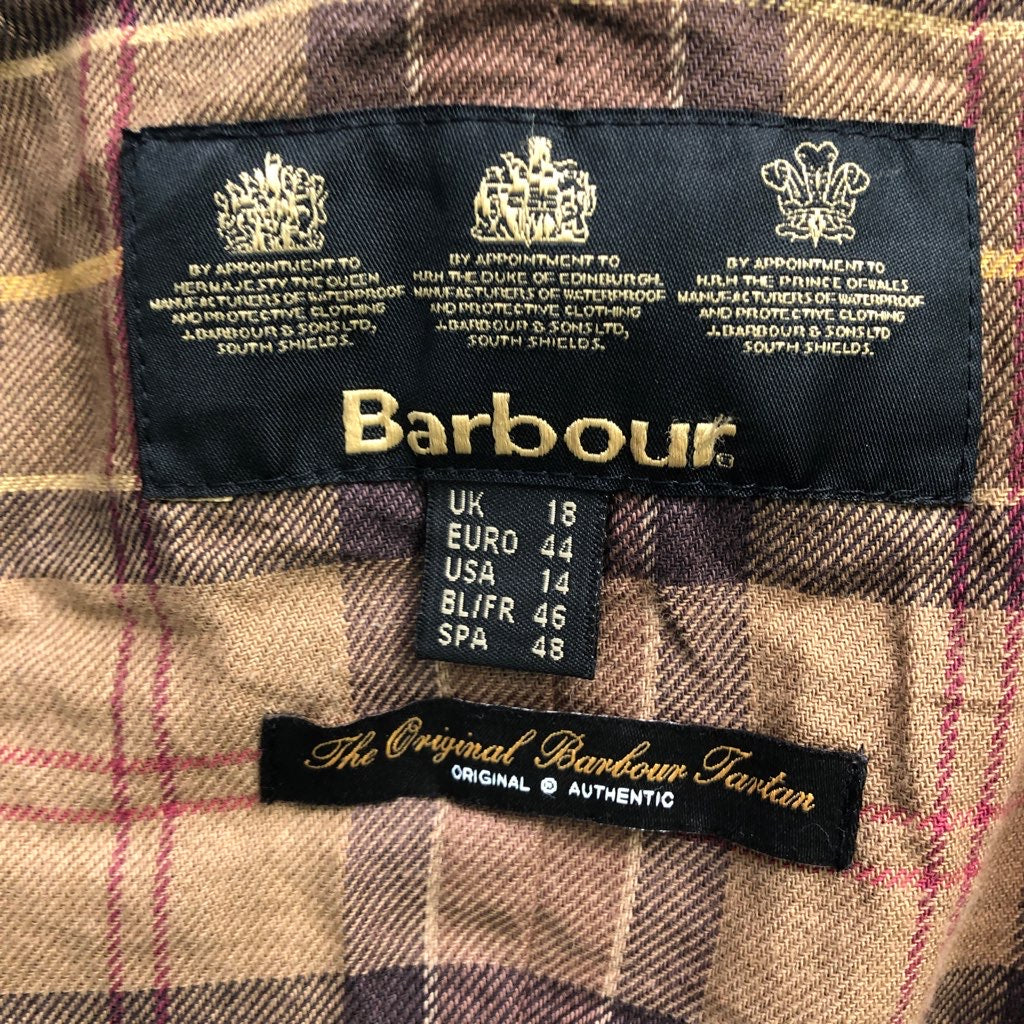 BY APPOINTMENT TO
HER MAJESTY THE QUEEN
MANUFACTURERS OF WATERPROOF
AND PROTECTIVE CLOTHING
J. BARBOUR & SONS LTD,
SOUTH SHIELDS.
BY APPOINTMENT TO
H.R.H THE DUKE OF EDINBURGH.
MANUFACTURERS OF WATERPROOF
AND PROTECTIVE CLOTHING
J. BARBOUR & SONS LTD,
SOUTH SHIELDS.
BY APPOINTMENT TO
H.R.H THE PRINCE OF WALES
MANUFACTURERS OF WATERPROOF
AND PROTECTIVE CLOTHING
J. BARBOUR & SONS LTD
SOUTH SHIELDS.
Barbour®
UK 18
EURO 44
USA 14
BL/FR 46
SPA 48
The Original Barbour Tartan
ORIGINAL ® AUTHENTIC